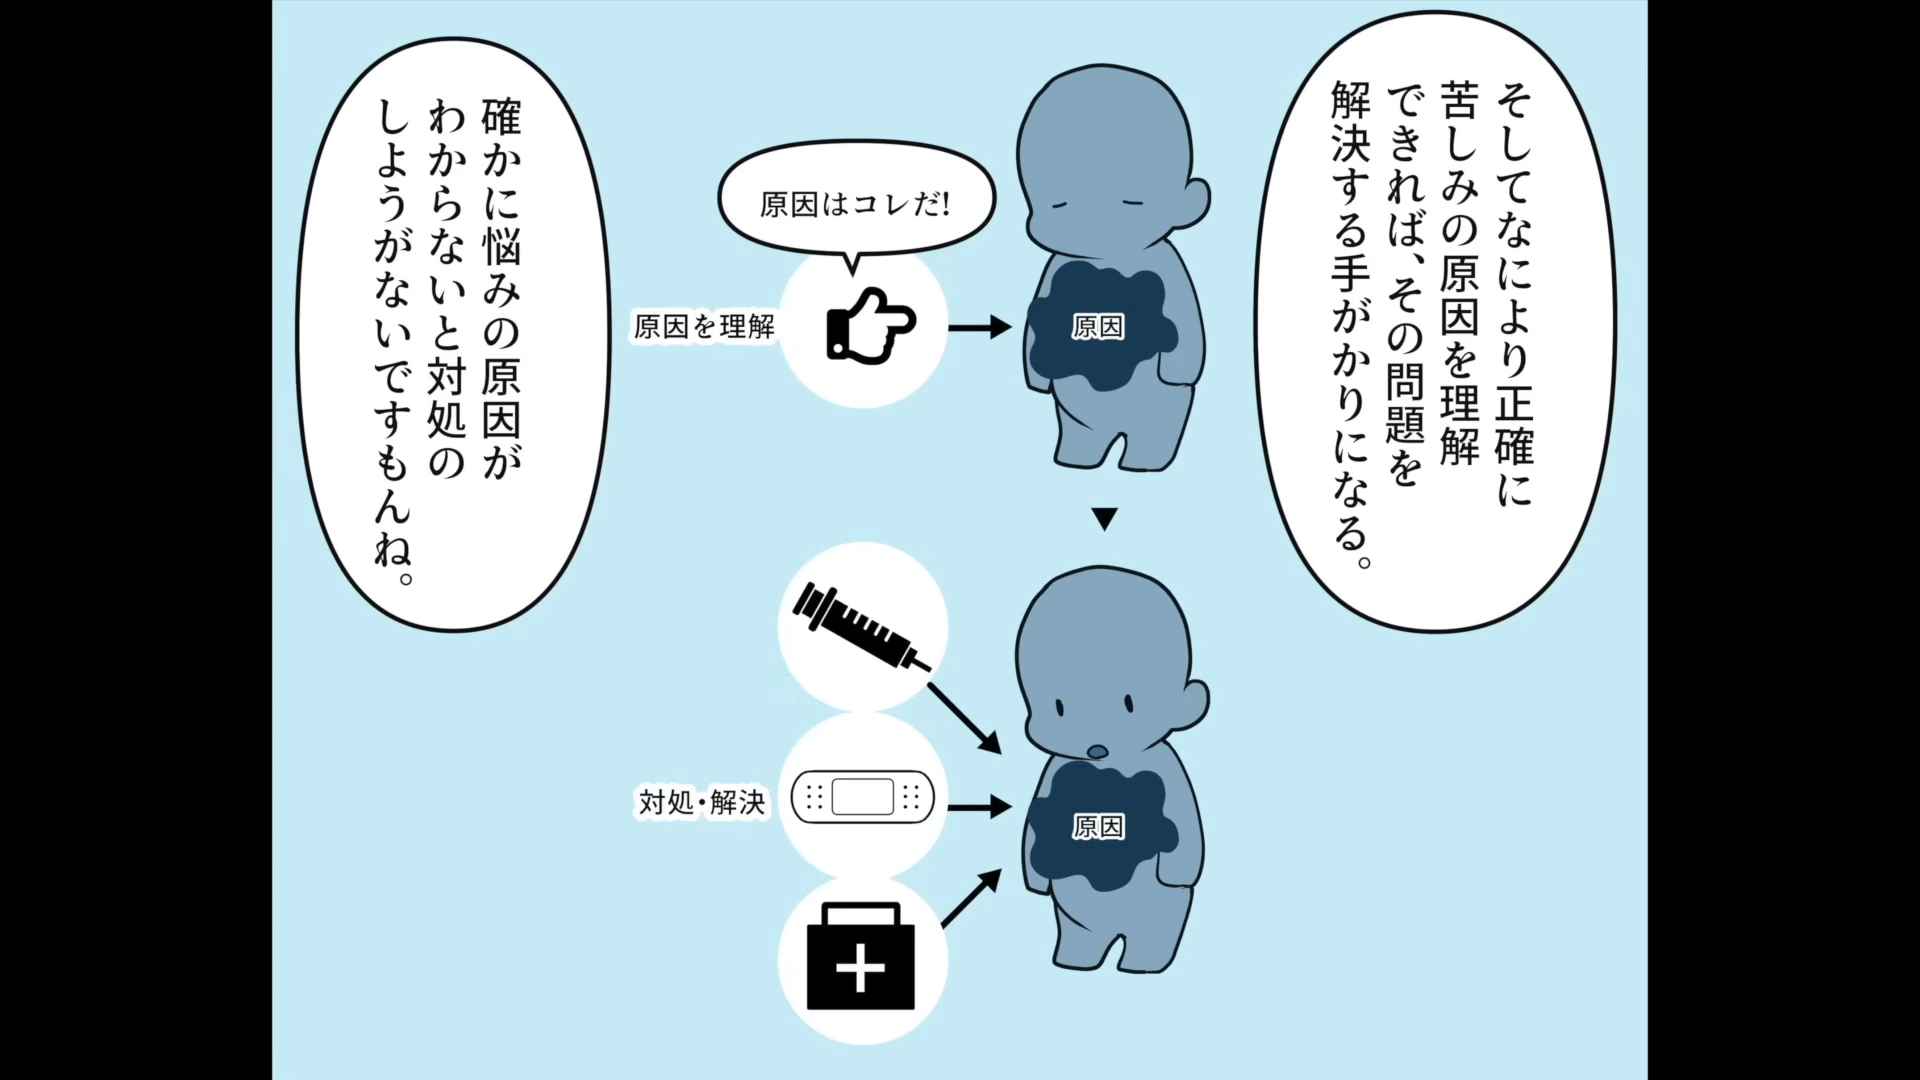 そしてなにより正確に
苦しみの原因を理解
できれば、その問題を
解決する手がかりになる。
原因はコレだ!
原因を理解
原因
対処・解決
原因
確かに悩みの原因が
わからないと対処の
しようがないですもんね。